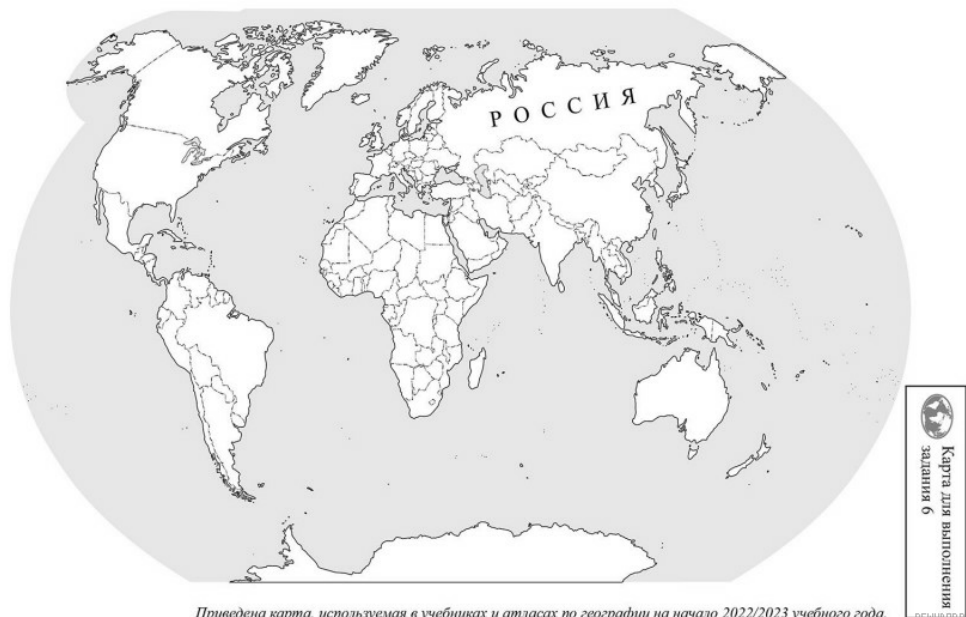 РОССИЯ
Карта для выполнения
задания 6
Приведена карта, используемая в учебниках и атласах по географии на начало 2022/2023 учебного года.